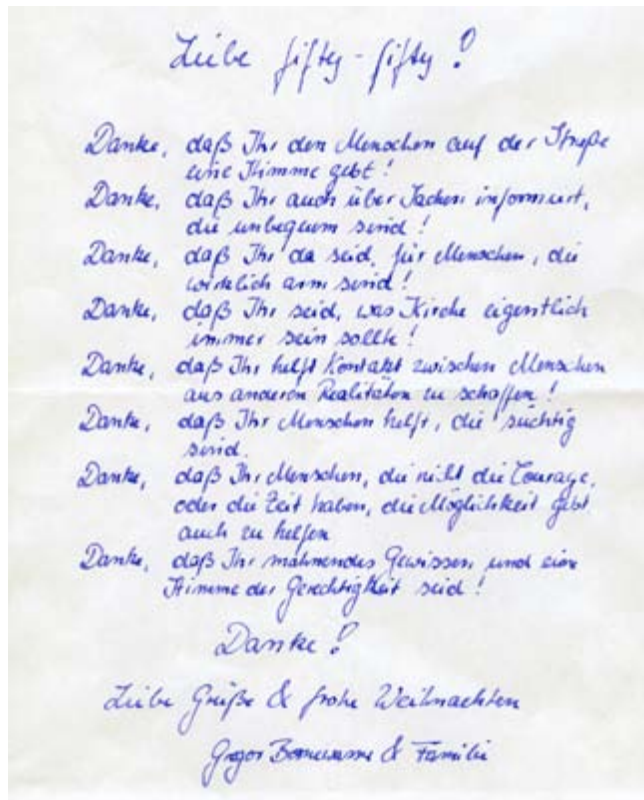 Liebe fifty-fifty!
Danke, daß Ihr den Menschen auf der Straße
eine Stimme gebt!
Danke, daß Ihr auch über Sachen informiert,
die unbequem sind!
Danke, daß Ihr da seid, für Menschen, die
wirklich arm sind!
Danke, daß Ihr seid, was Kirche eigentlich
immer sein sollte!
Danke, daß Ihr helft Kontakt zwischen Menschen
aus anderen Realitäten zu schaffen!
Danke, daß Ihr Menschen helft, die süchtig
sind.
Danke, daß Ihr Menschen, die nicht die Courage,
oder die Zeit haben, die Möglichkeit gebt
auch zu helfen
Danke, daß Ihr mahnendes Gewissen und eine
Stimme der Gerechtigkeit seid!
Danke!
Liebe Grüße & frohe Weihnachten
Gregor & Familie